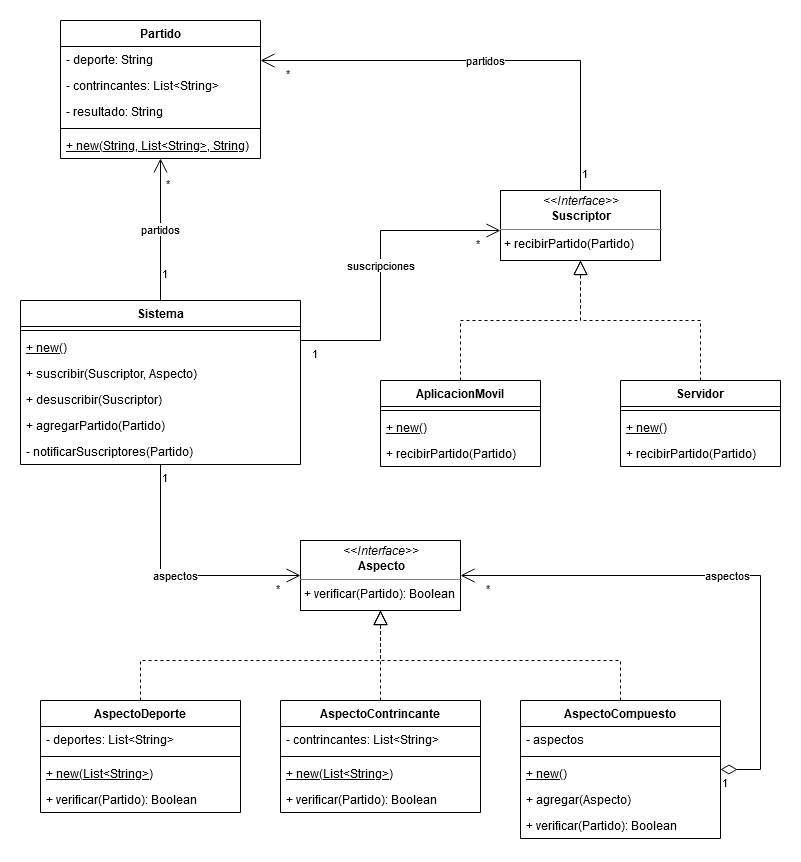 Partido
- deporte: String
- contrincantes: List<String>
- resultado: String
+ new(String, List<String>, String)
*
partidos
1
*
partidos
1
<<Interface>>
Suscriptor
+ recibirPartido(Partido)
*
suscripciones
1
Sistema
+ new()
+ suscribir(Suscriptor, Aspecto)
+ desuscribir(Suscriptor)
+ agregarPartido(Partido)
- notificarSuscriptores(Partido)
1
AplicacionMovil
+ new()
+ recibirPartido(Partido)
Servidor
+ new()
+ recibirPartido(Partido)
aspectos
*
<<Interface>>
Aspecto
+ verificar(Partido): Boolean
*
aspectos
AspectoDeporte
- deportes: List<String>
+ new(List<String>)
+ verificar(Partido): Boolean
AspectoContrincante
- contrincantes: List<String>
+ new(List<String>)
+ verificar(Partido): Boolean
AspectoCompuesto
- aspectos
+ new()
+ agregar(Aspecto)
+ verificar(Partido): Boolean
1